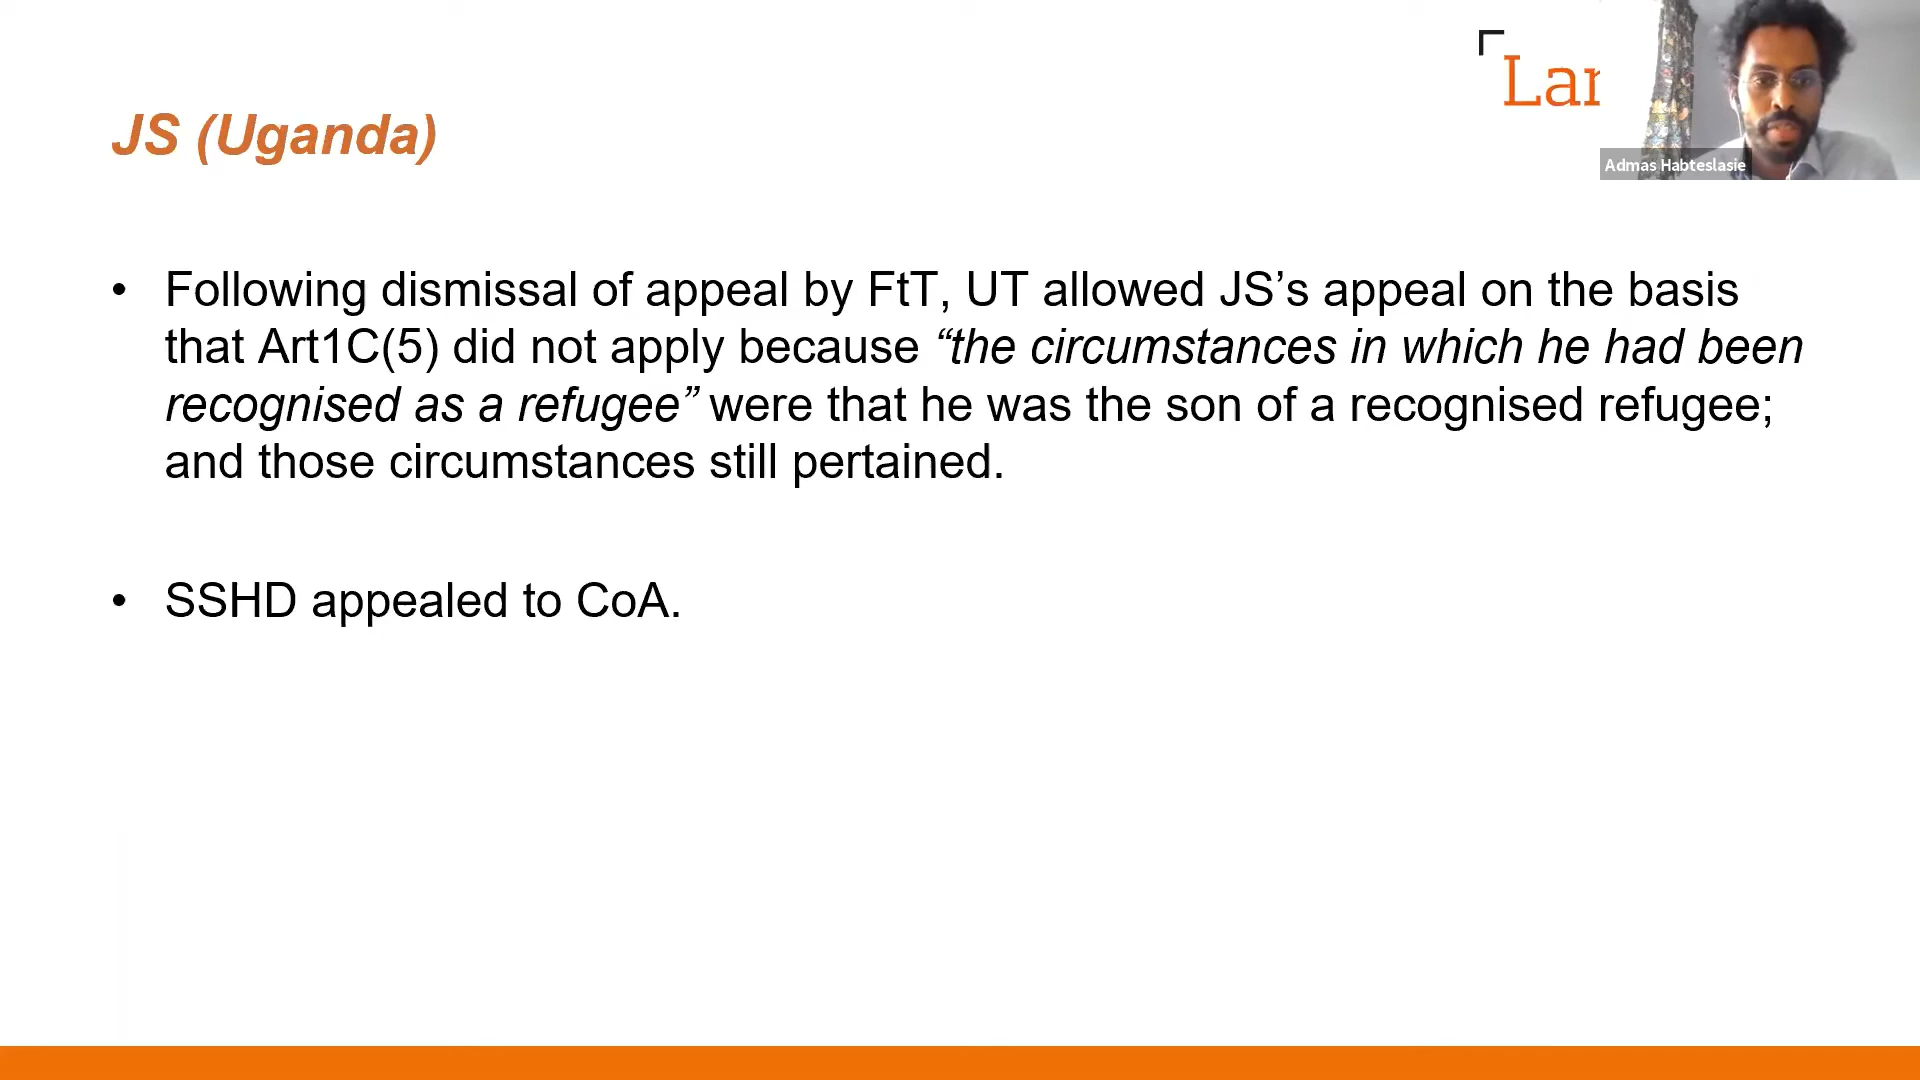 Lar
Admas Habteslasie
JS (Uganda)
• Following dismissal of appeal by FtT, UT allowed JS’s appeal on the basis
that Art1C(5) did not apply because “the circumstances in which he had been
recognised as a refugee” were that he was the son of a recognised refugee;
and those circumstances still pertained.
• SSHD appealed to CoA.